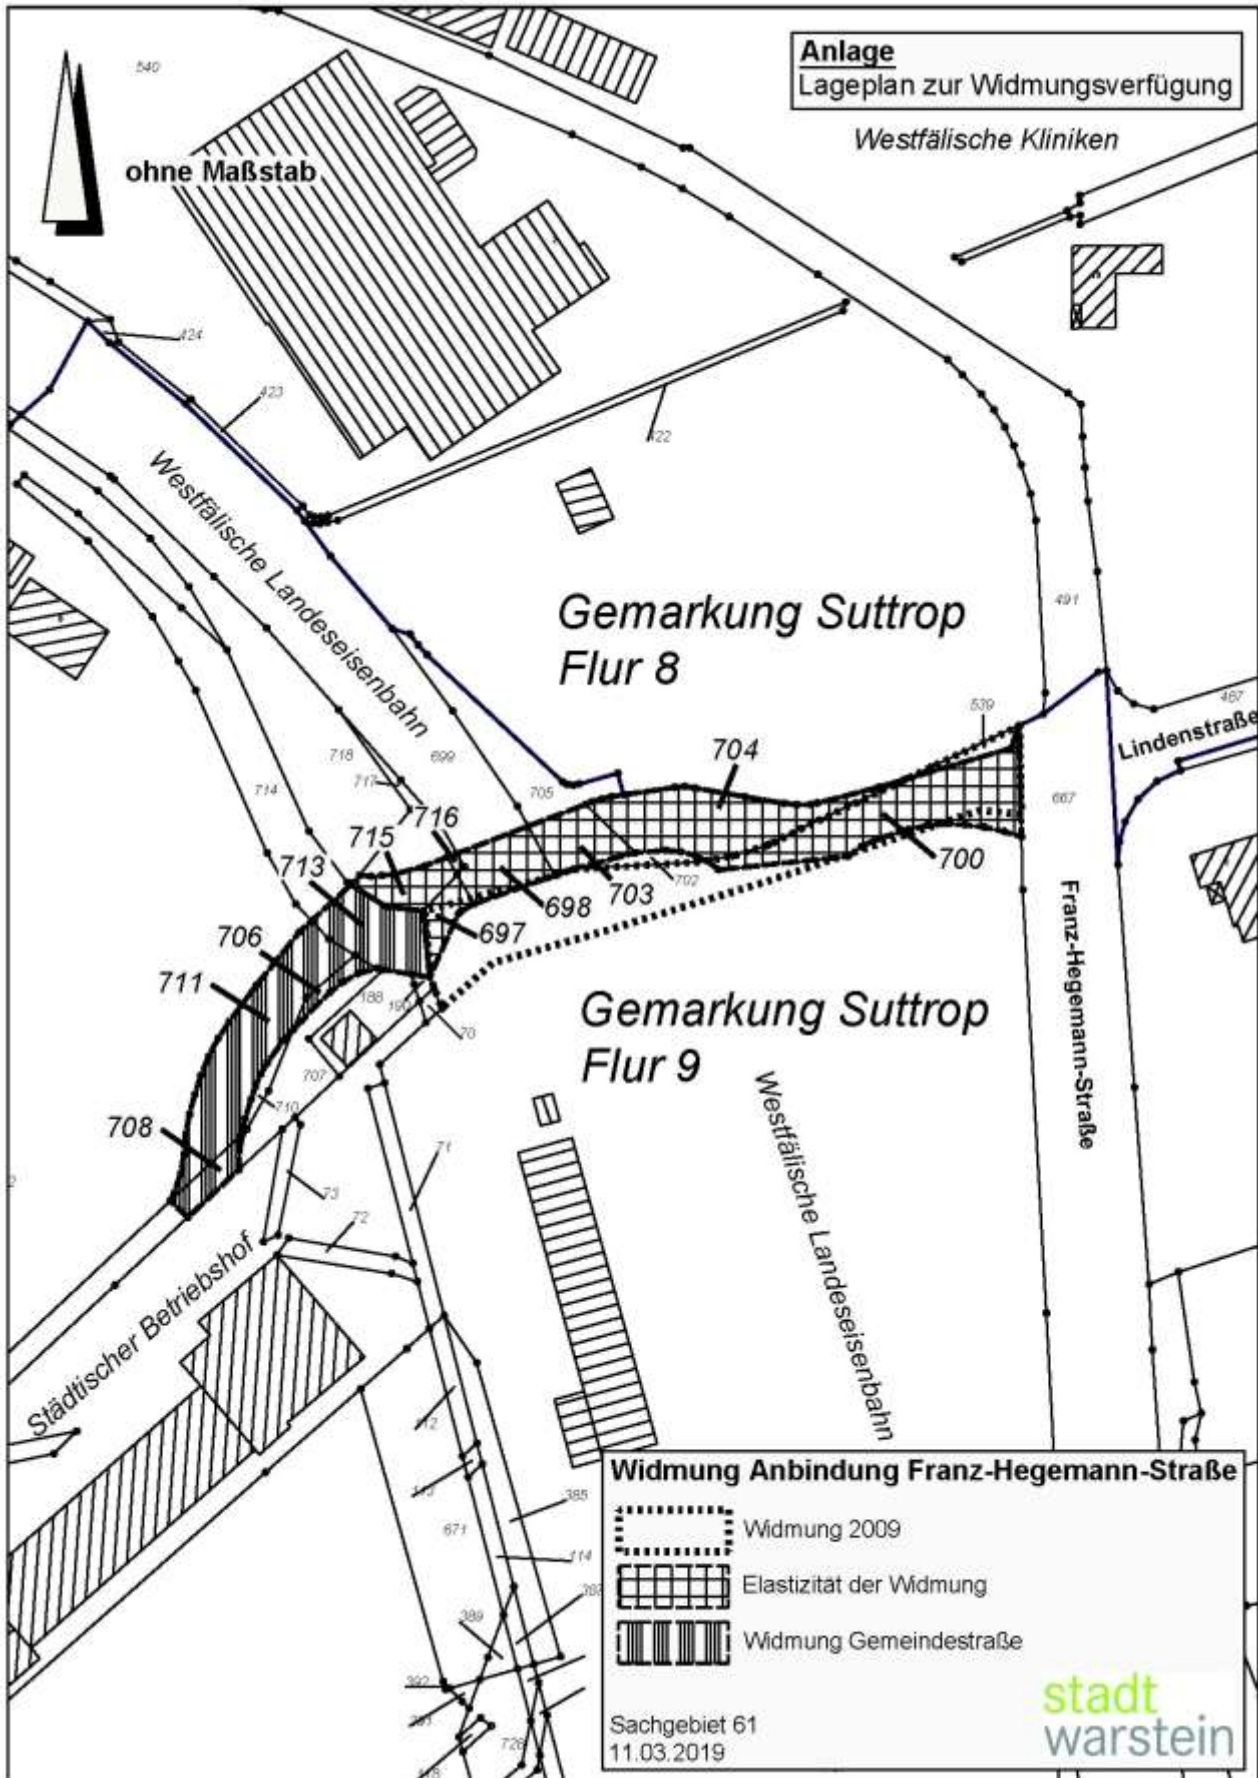 Anlage
Lageplan zur Widmungsverfügung
Westfälische Kliniken
540
ohne Maßstab
424
423
422
Westfälische Landeseisenbahn
Gemarkung Suttrop
Flur 8
491
467
Lindenstraße
539
704
667
718
699
717
714
705
716
715
713
700
702
703
698
697
706
711
188
190
70
Gemarkung Suttrop
Flur 9
Franz-Hegemann-Straße
707
710
708
71
73
72
Westfälische Landeseisenbahn
Städtischer Betriebshof
671
385
114
389
392
728
Widmung Anbindung Franz-Hegemann-Straße
Widmung 2009
Elastizität der Widmung
Widmung Gemeindestraße
Sachgebiet 61
11.03.2019
stadt
warstein